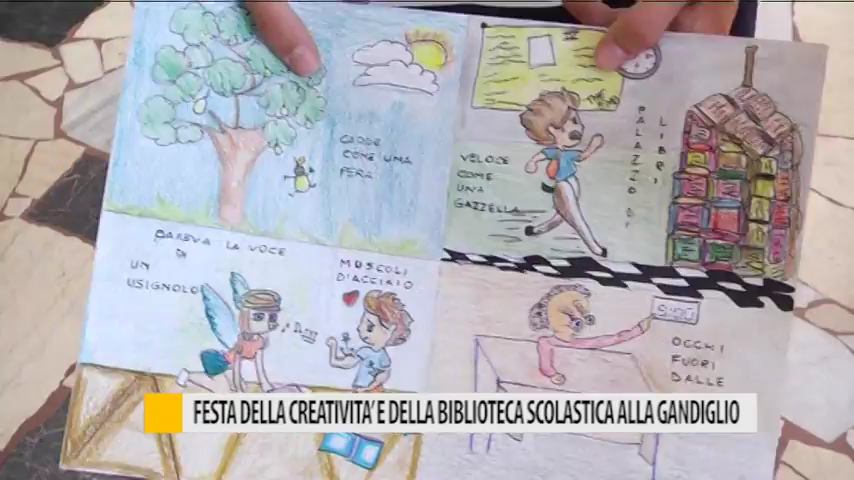 CADDE
COME UNA
PERA
VELOCE
COME
UNA
GAZZELLA
PALAZZO DI
LIBRI
PAREVA LA VOCE
DI
UN
USIGNOLO
MUSCOLI
D'ACCIAIO
OCCHI
FUORI
DALLE
FESTA DELLA CREATIVITA' E DELLA BIBLIOTECA SCOLASTICA ALLA GANDIGLIO